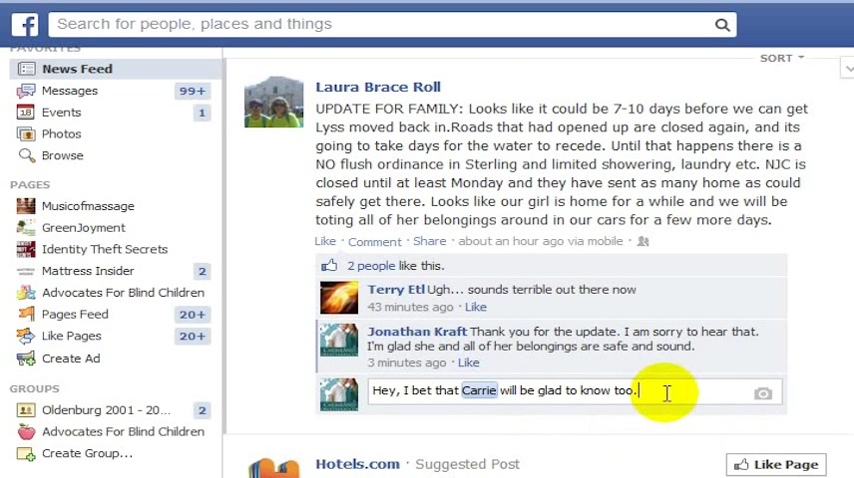 f
Search for people, places and things
FAVORITES
News Feed
Messages 99+
18 Events 1
Photos
Browse
PAGES
Musicofmassage
GreenJoyment
Identity Theft Secrets
Mattress Insider 2
Advocates For Blind Children
Pages Feed 20+
Like Pages 20+
Create Ad
GROUPS
Oldenburg 2001 - 20... 2
Advocates For Blind Children
Create Group...
SORT
Laura Brace Roll
UPDATE FOR FAMILY: Looks like it could be 7-10 days before we can get
Lyss moved back in.Roads that had opened up are closed again, and its
going to take days for the water to recede. Until that happens there is a
NO flush ordinance in Sterling and limited showering, laundry etc. NJC is
closed until at least Monday and they have sent as many home as could
safely get there. Looks like our girl is home for a while and we will be
toting all of her belongings around in our cars for a few more days.
Like · Comment · Share · about an hour ago via mobile ·
2 people like this.
Terry Etl Ugh... sounds terrible out there now
43 minutes ago · Like
Jonathan Kraft Thank you for the update. I am sorry to hear that.
I'm glad she and all of her belongings are safe and sound.
3 minutes ago · Like
Hey, I bet that Carrie will be glad to know too.
Hotels.com · Suggested Post
Like Page